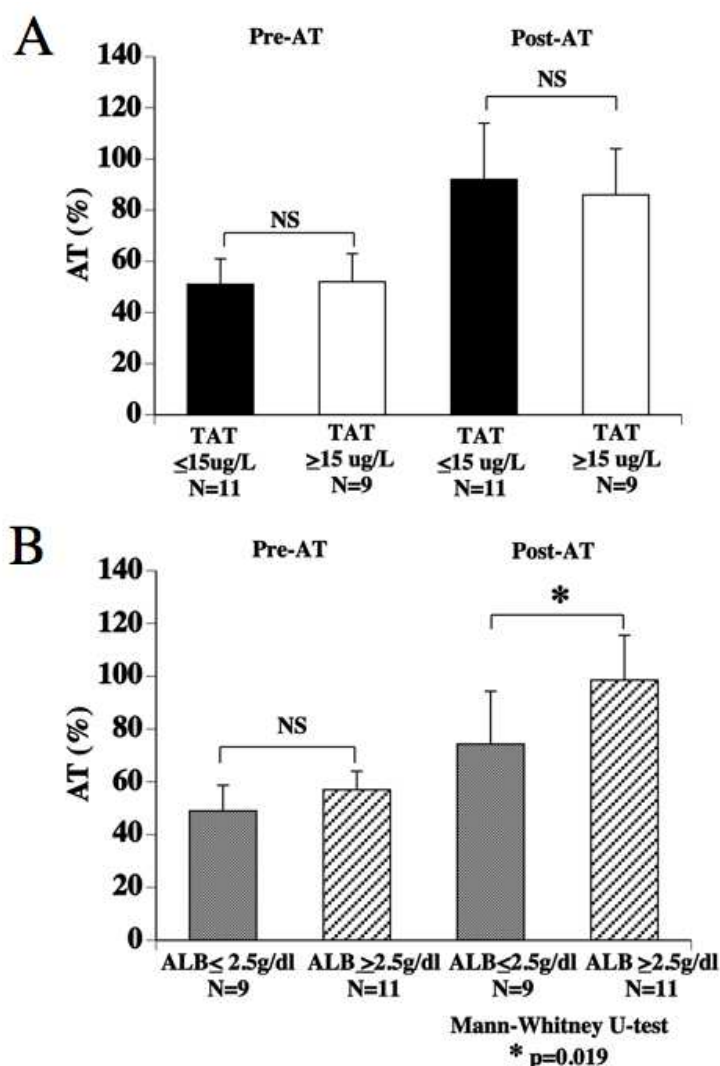 A
Pre-AT Post-AT
140
120
100
80
60
40
20
0
AT (%)
NS
NS
TAT TAT TAT TAT
≤15ug/L ≥15 ug/L ≤15 ug/L ≥15 ug/L
N=11 N=9 N=11 N=9
B
Pre-AT Post-AT
140
120
100
80
60
40
20
0
AT (%)
NS
*
ALB≤ 2.5g/dl ALB ≥2.5g/dl ALB≤2.5g/dl ALB ≥2.5g/dl
N=9 N=11 N=9 N=11
Mann-Whitney U-test
* p=0.019